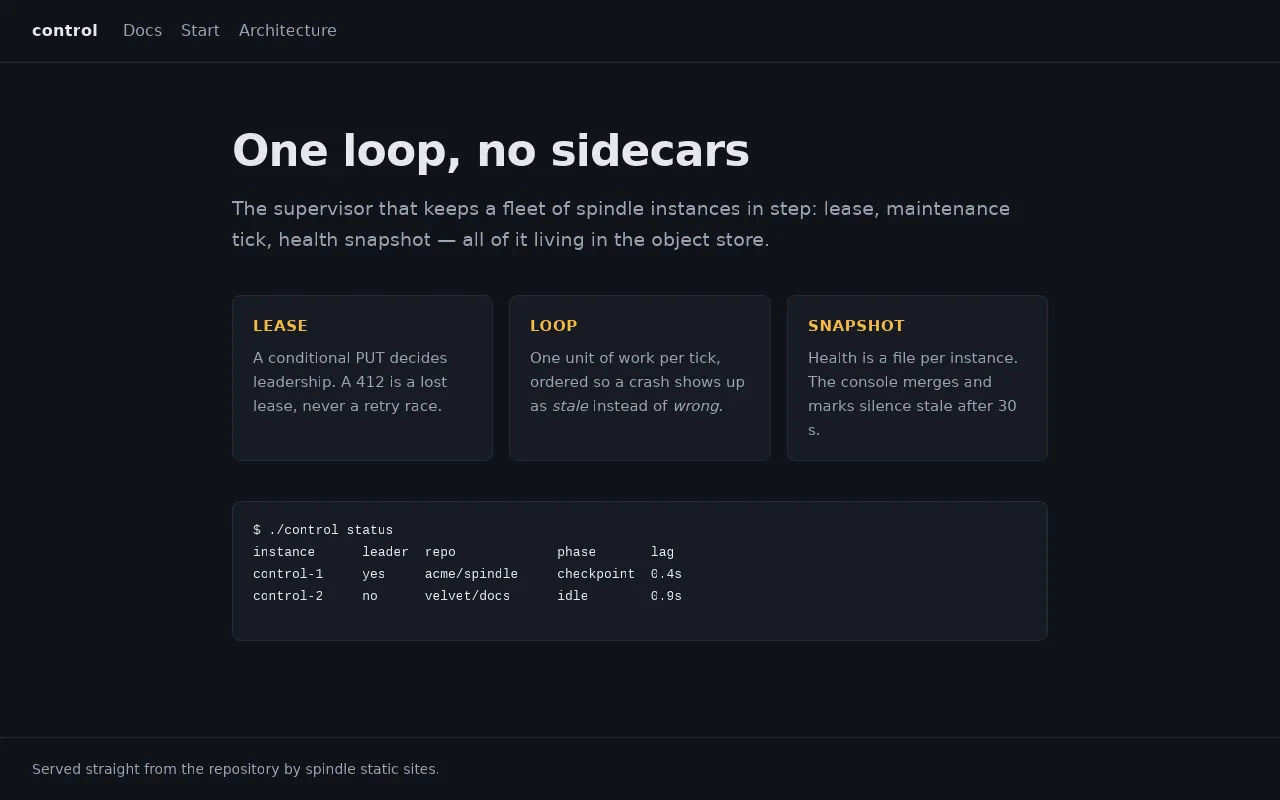 control Docs Start Architecture
One loop, no sidecars
The supervisor that keeps a fleet of spindle instances in step: lease, maintenance
tick, health snapshot — all of it living in the object store.
LEASE
A conditional PUT decides
leadership. A 412 is a lost
lease, never a retry race.
LOOP
One unit of work per tick,
ordered so a crash shows up
as stale instead of wrong.
SNAPSHOT
Health is a file per instance.
The console merges and
marks silence stale after 30
s.
$ ./control status
instance      leader  repo             phase       lag
control-1     yes     acme/spindle     checkpoint  0.4s
control-2     no      velvet/docs      idle        0.9s
Served straight from the repository by spindle static sites.